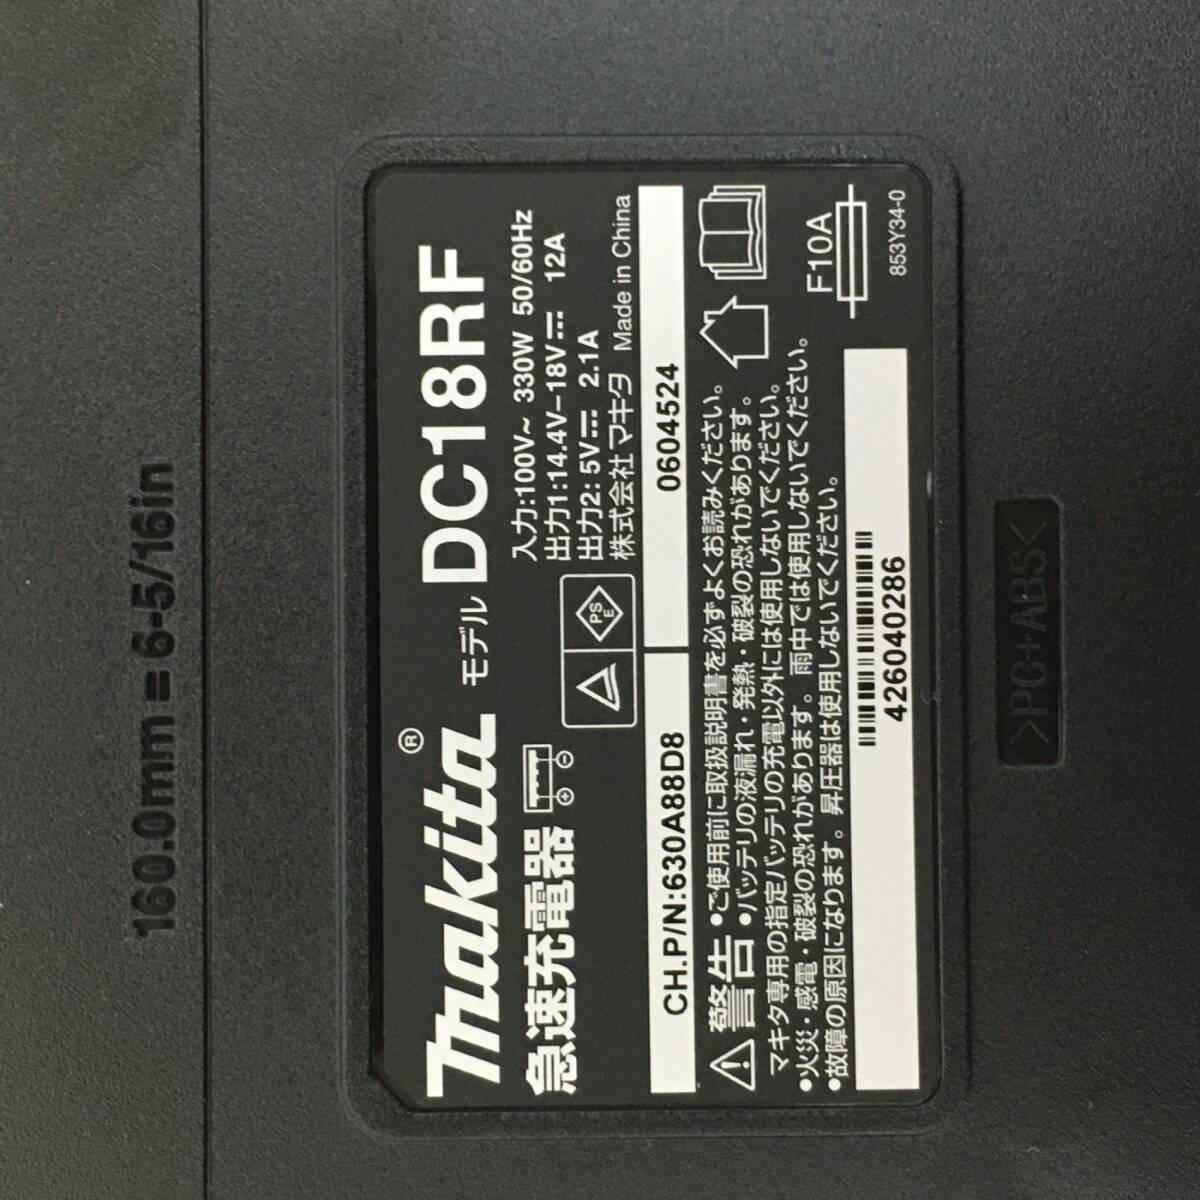 160.0mm=6-5/16in
makita® モデル DC18RF
急速充電器
PSE
入力:100V～ 330W 50/60Hz
出力1:14.4V–18V⎓ 12A
出力2: 5V⎓ 2.1A
株式会社マキタ Made in China
CH.P/N:630A88D8
0604524
警告
•ご使用前に取扱説明書を必ずよくお読みください。
•バッテリの液漏れ・発熱・破裂の恐れがあります。
マキタ専用の指定バッテリの充電以外には使用しないでください。
•火災・感電・破裂の恐れがあります。雨中では使用しないでください。
•故障の原因になります。昇圧器は使用しないでください。
F10A
853Y34-0
426040286
>PC+ABS<